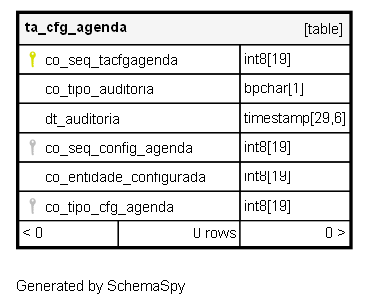 ta_cfg_agenda [table]
co_seq_tacfgagenda int8[19]
co_tipo_auditoria bpchar[1]
dt_auditoria timestamp[29,6]
co_seq_config_agenda int8[19]
co_entidade_configurada int8[19]
co_tipo_cfg_agenda int8[19]
< 0 0 rows 0 >
Generated by SchemaSpy